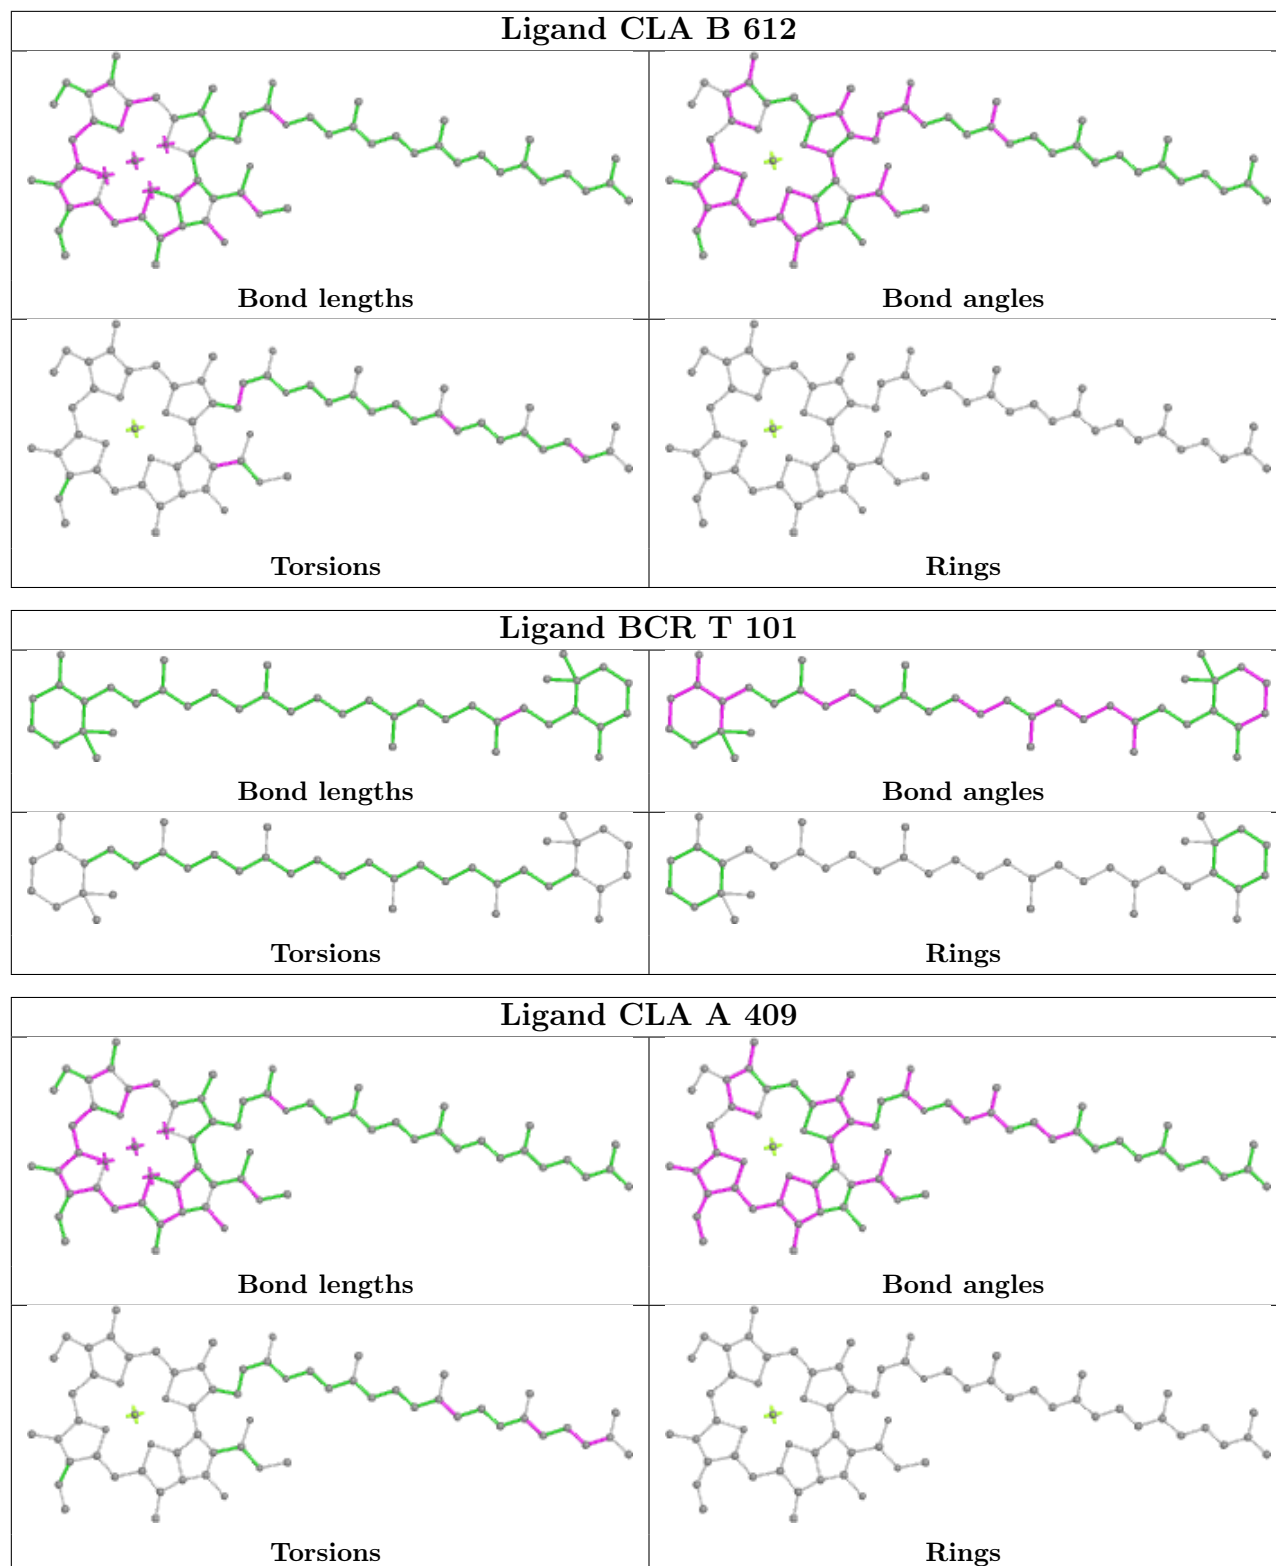 Ligand CLA B 612
Bond lengths
Bond angles
Torsions
Rings
Ligand BCR T 101
Bond lengths
Bond angles
Torsions
Rings
Ligand CLA A 409
Bond lengths
Bond angles
Torsions
Rings